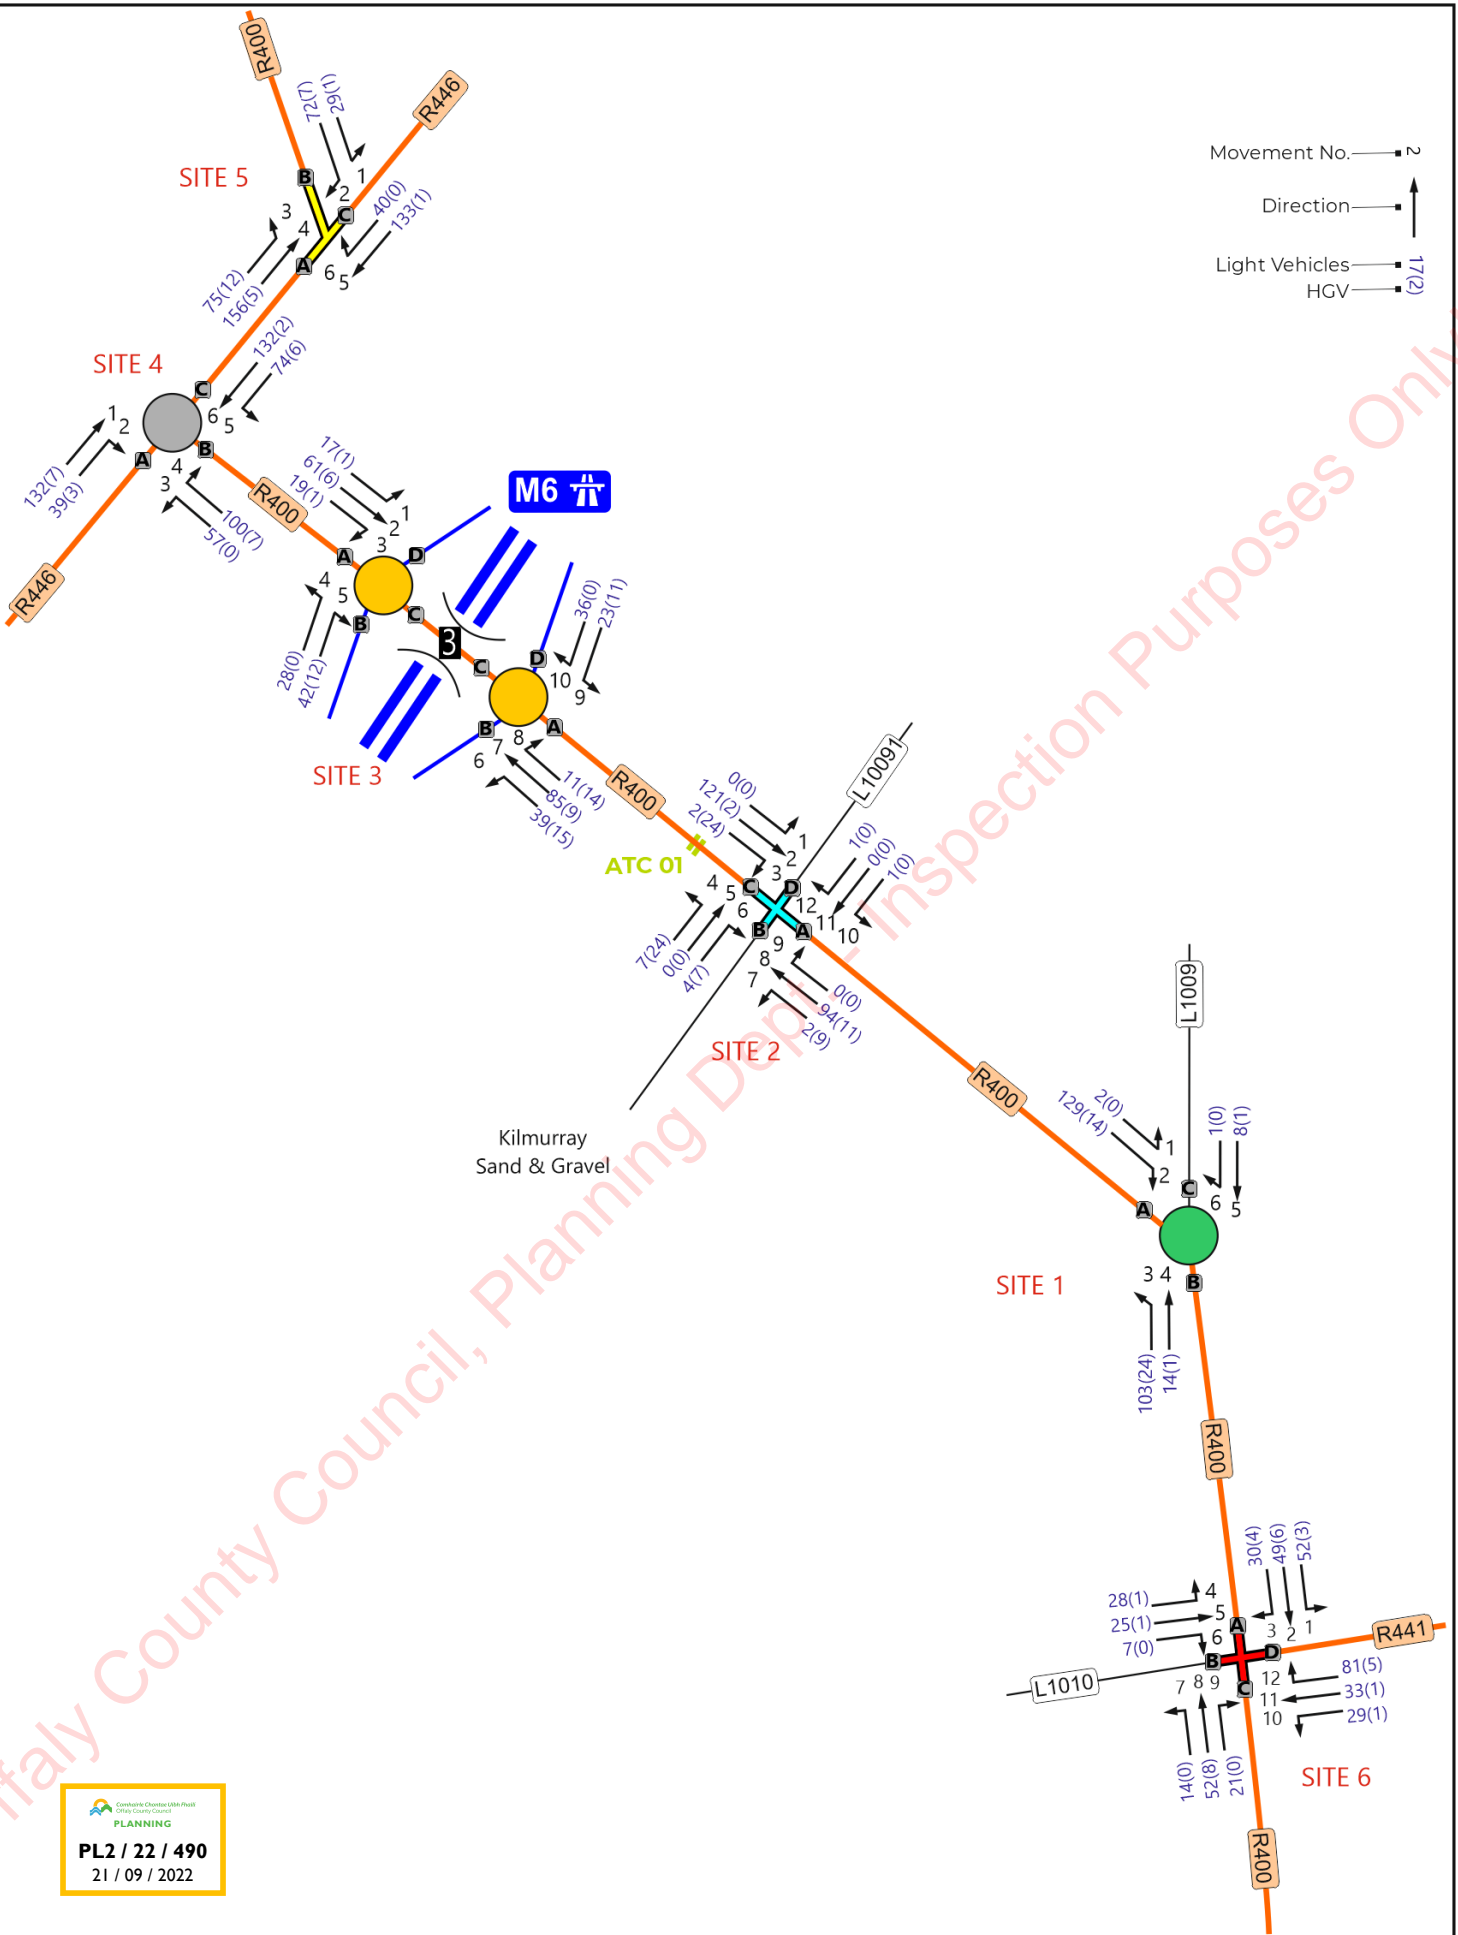 R400
R446
72(7)
29(1)
SITE 5
B
1
2
C
3
4
A
6
5
40(0)
133(1)
75(12)
156(5)
Movement No.
2
Direction
Light Vehicles
HGV
17(2)
SITE 4
132(2)
74(6)
C
6
5
1
2
A
B
4
3
132(7)
39(3)
100(7)
57(0)
R446
R400
17(1)
61(6)
19(1)
1
2
3
A
D
M6
4
5
B
C
3
28(0)
42(12)
36(0)
23(11)
C
D
10
9
B
A
8
7
6
SITE 3
11(14)
85(9)
39(15)
R400
ATC 01
L10091
0(0)
121(2)
2(24)
1
2
3
1(0)
0(0)
1(0)
4
5
6
C
D
12
11
10
B
A
9
8
7
7(24)
0(0)
4(7)
0(0)
94(11)
2(9)
SITE 2
Kilmurray
Sand & Gravel
R400
L1009
2(0)
129(14)
1
2
1(0)
8(1)
C
6
5
A
SITE 1
3
4
B
103(24)
14(1)
R400
30(4)
49(6)
52(3)
28(1)
25(1)
7(0)
4
5
6
A
3
2
1
R441
B
D
L1010
7
8
9
C
12
11
10
81(5)
33(1)
29(1)
14(0)
52(8)
21(0)
SITE 6
R400
ffaly County Council, Planning Dept - Inspection Purposes Only
Comhairle Chontae Uíbh Fhailí
Offaly County Council
PLANNING
PL2 / 22 / 490
21 / 09 / 2022